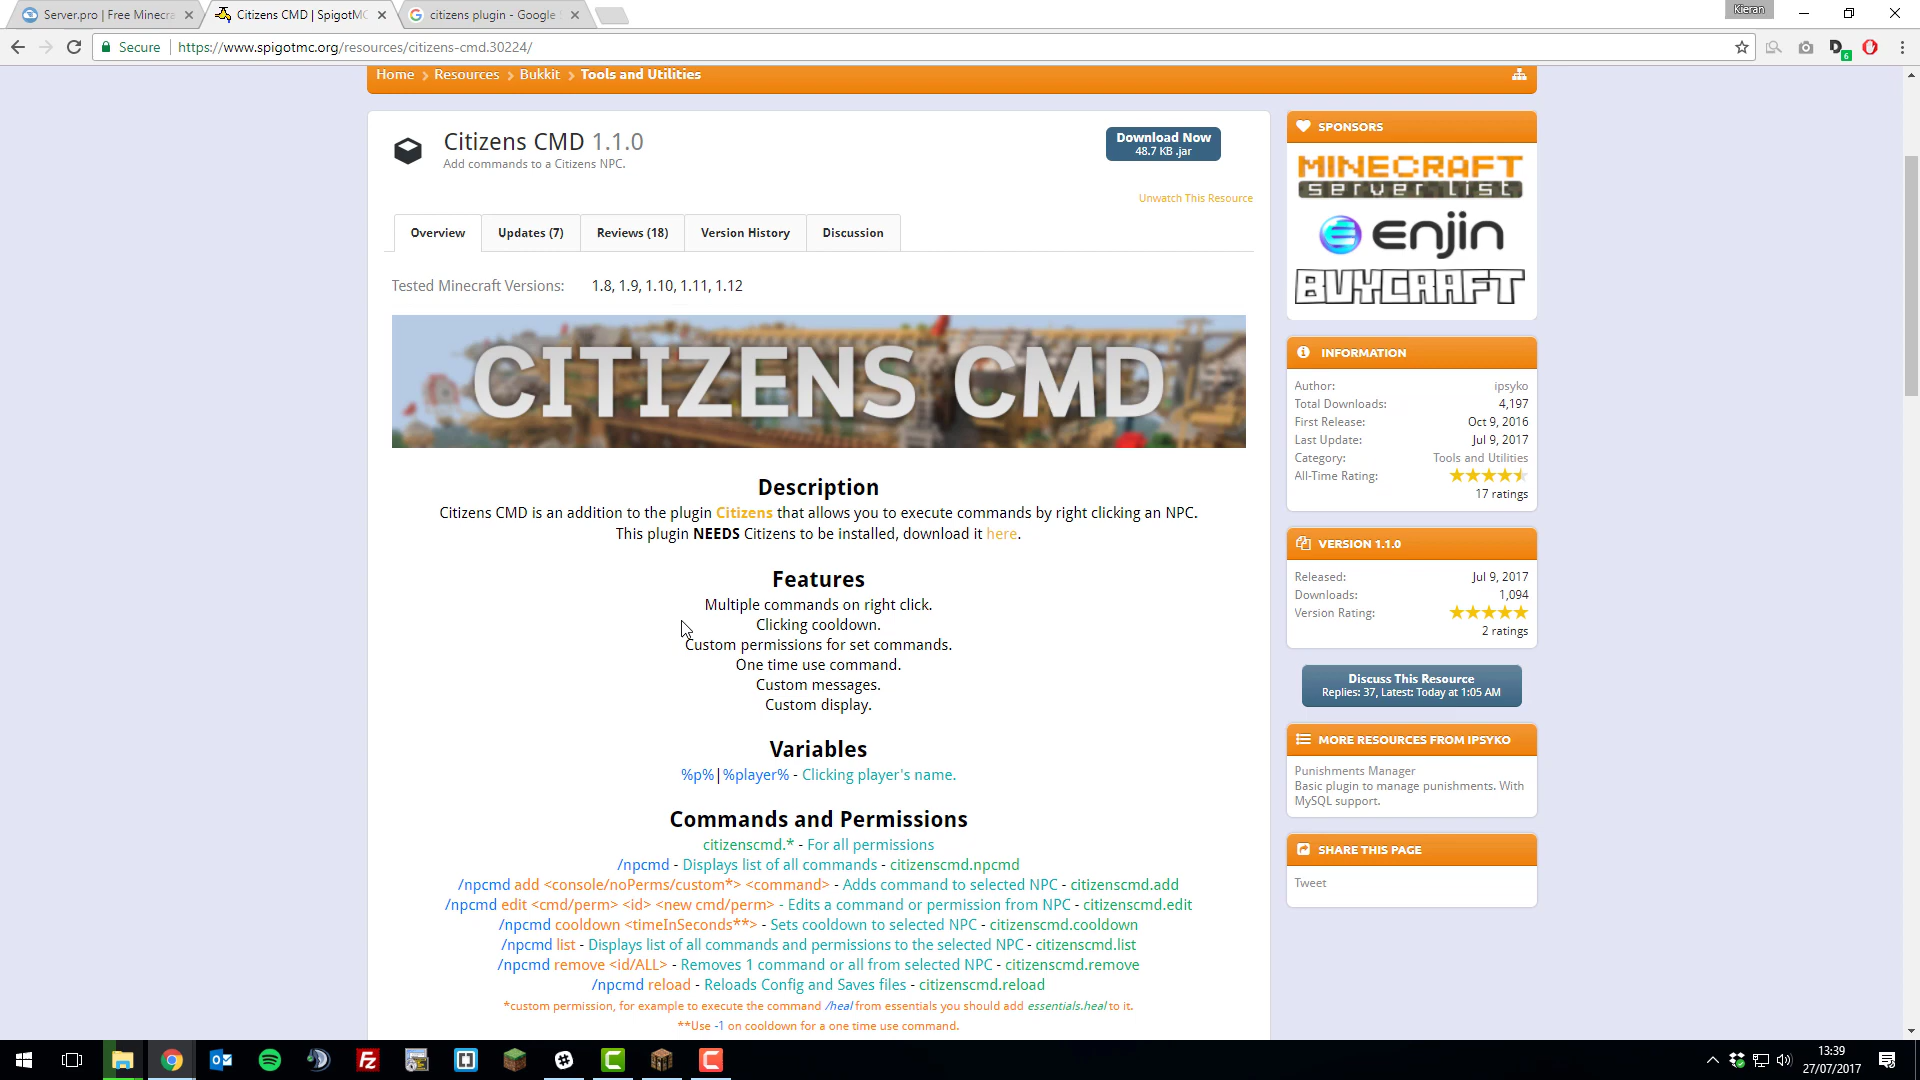 Server.pro | Free Minecra
Citizens CMD | SpigotMC
citizens plugin - Google
Kieran
Secure
https://www.spigotmc.org/resources/citizens-cmd.30224/
6
Home
Resources
Bukkit
Tools and Utilities
Citizens CMD 1.1.0
Add commands to a Citizens NPC.
Download Now
48.7 KB .jar
Unwatch This Resource
Overview
Updates (7)
Reviews (18)
Version History
Discussion
Tested Minecraft Versions: 1.8, 1.9, 1.10, 1.11, 1.12
CITIZENS CMD
Description
Citizens CMD is an addition to the plugin Citizens that allows you to execute commands by right clicking an NPC.
This plugin NEEDS Citizens to be installed, download it here.
Features
Multiple commands on right click.
Clicking cooldown.
Custom permissions for set commands.
One time use command.
Custom messages.
Custom display.
Variables
%p%|%player% - Clicking player's name.
Commands and Permissions
citizenscmd.* - For all permissions
/npcmd - Displays list of all commands - citizenscmd.npcmd
/npcmd add <console/noPerms/custom*> <command> - Adds command to selected NPC - citizenscmd.add
/npcmd edit <cmd/perm> <id> <new cmd/perm> - Edits a command or permission from NPC - citizenscmd.edit
/npcmd cooldown <timeInSeconds**> - Sets cooldown to selected NPC - citizenscmd.cooldown
/npcmd list - Displays list of all commands and permissions to the selected NPC - citizenscmd.list
/npcmd remove <id/ALL> - Removes 1 command or all from selected NPC - citizenscmd.remove
/npcmd reload - Reloads Config and Saves files - citizenscmd.reload
*custom permission, for example to execute the command /heal from essentials you should add essentials.heal to it.
**Use -1 on cooldown for a one time use command.
SPONSORS
MINECRAFT
server list
enjin
BUYCRAFT
INFORMATION
Author: ipsyko
Total Downloads: 4,197
First Release: Oct 9, 2016
Last Update: Jul 9, 2017
Category: Tools and Utilities
All-Time Rating:
17 ratings
VERSION 1.1.0
Released: Jul 9, 2017
Downloads: 1,094
Version Rating:
2 ratings
Discuss This Resource
Replies: 37, Latest: Today at 1:05 AM
MORE RESOURCES FROM IPSYKO
Punishments Manager
Basic plugin to manage punishments. With
MySQL support.
SHARE THIS PAGE
Tweet
13:39
27/07/2017